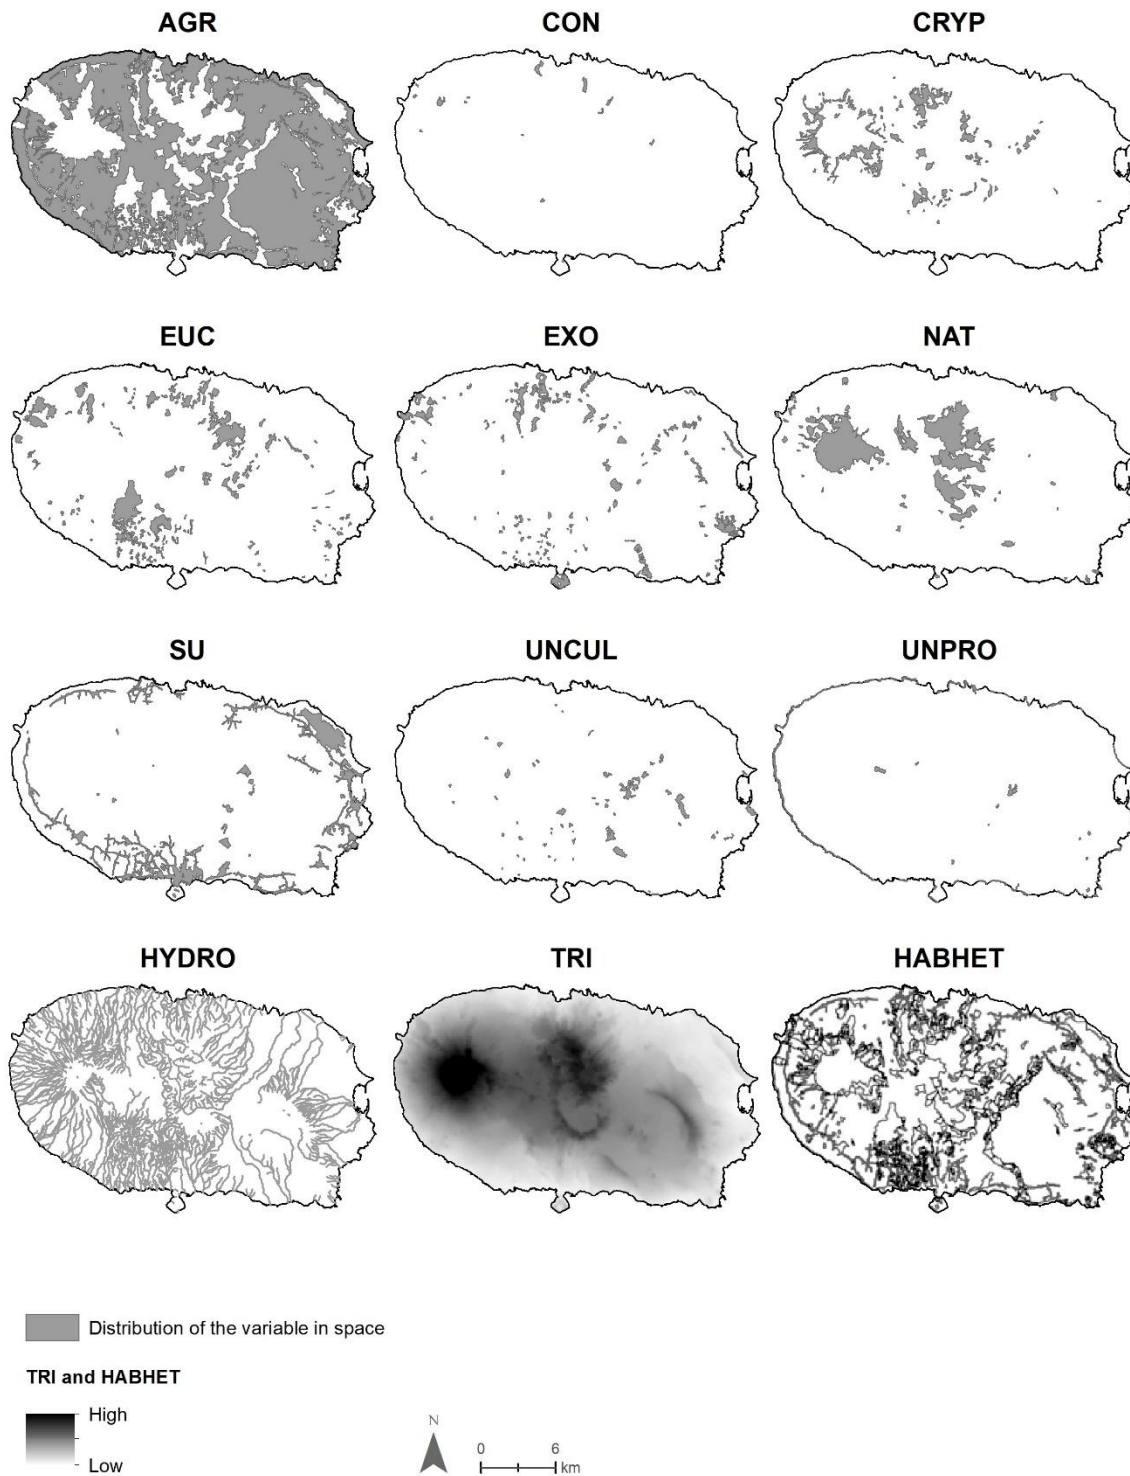 AGR CON CRYP
EUC EXO NAT
SU UNCUL UNPRO
HYDRO TRI HABHET
Distribution of the variable in space
TRI and HABHET
High
Low
N
0 6
km